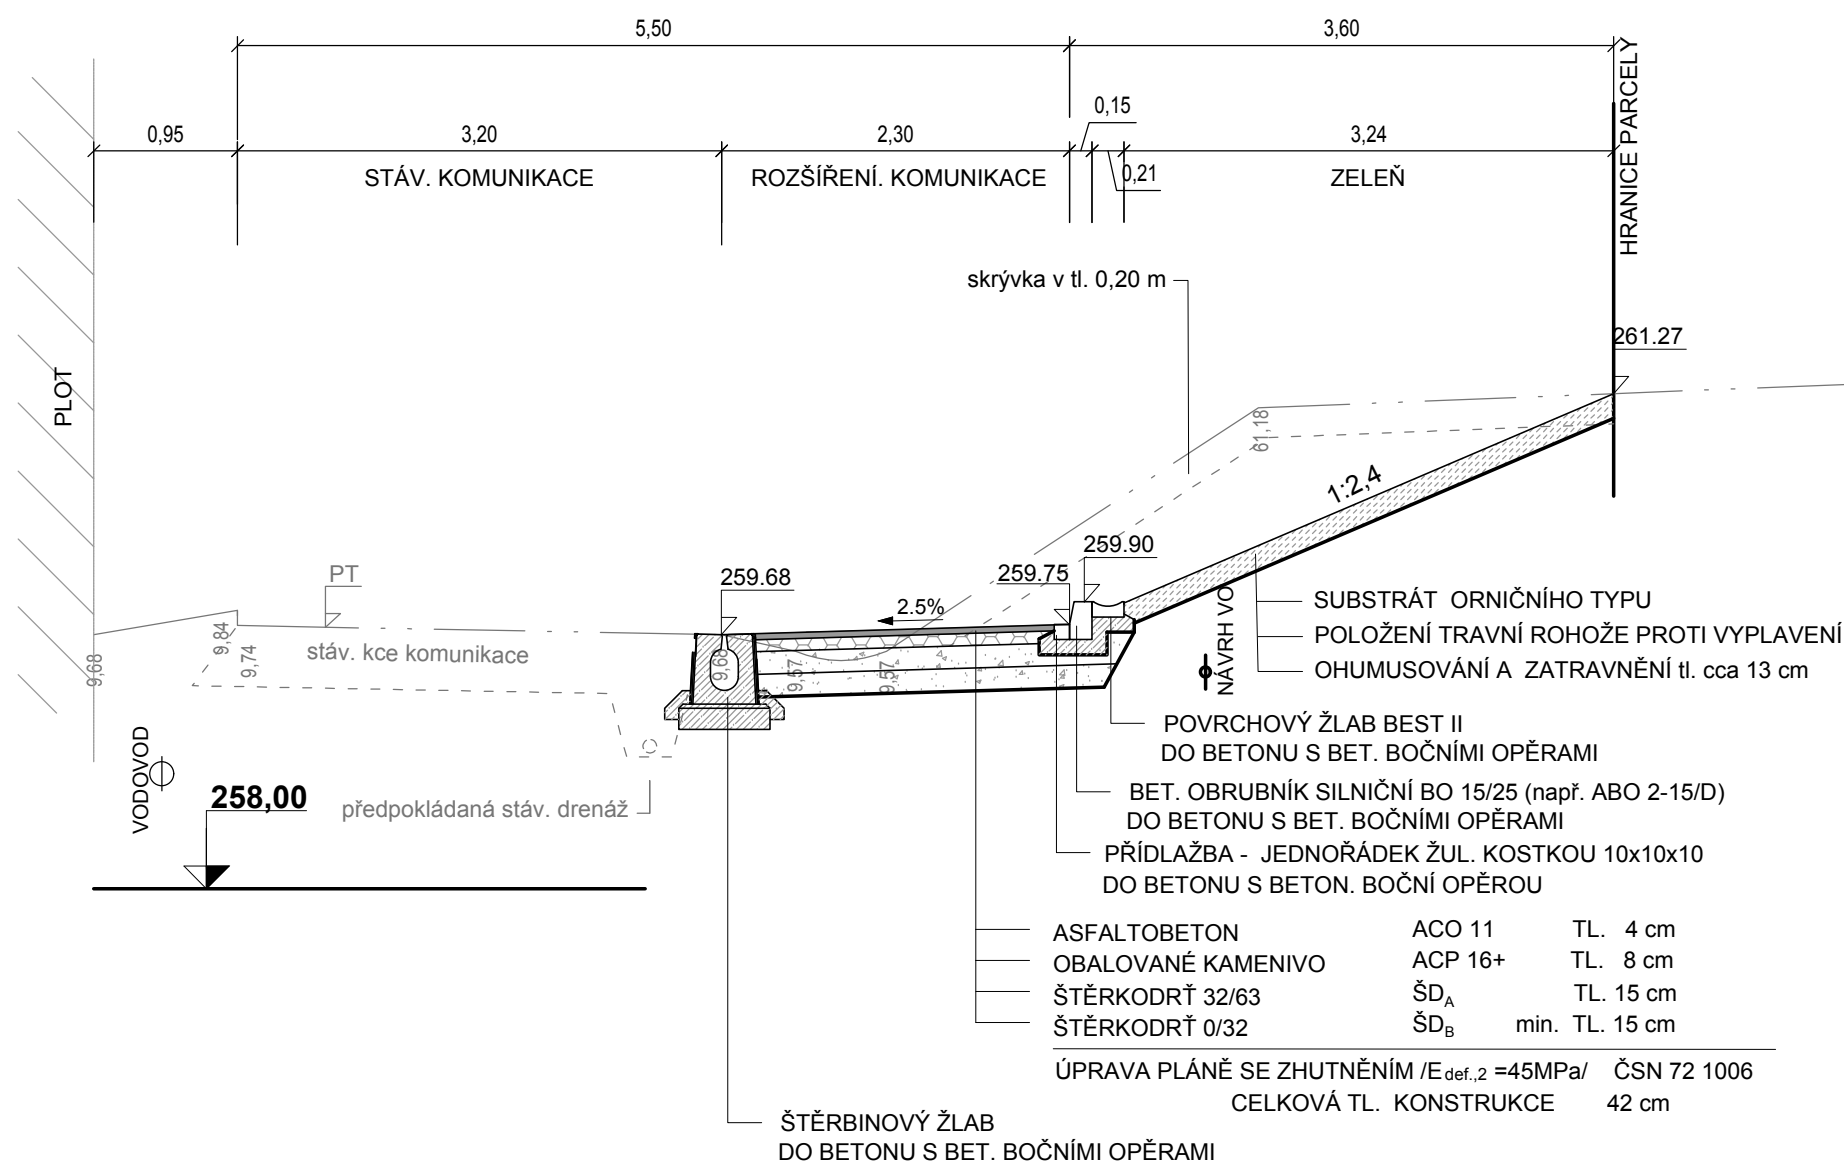 5,50
3,60
0,15
0,95
3,20
2,30
3,24
0,21
STÁV. KOMUNIKACE
ROZŠÍŘENÍ. KOMUNIKACE
ZELEŇ
HRANICE PARCELY
skrývka v tl. 0,20 m
261.27
PLOT
61,18
1:2,4
259.90
259.75
259.68
PT
2.5%
9,84
9,74
9,68
stáv. kce komunikace
9,68
9,57
9,57
NÁVRH VO
SUBSTRÁT ORNIČNÍHO TYPU
POLOŽENÍ TRAVNÍ ROHOŽE PROTI VYPLAVENÍ
OHUMUSOVÁNÍ A ZATRAVNĚNÍ tl. cca 13 cm
POVRCHOVÝ ŽLAB BEST II
DO BETONU S BET. BOČNÍMI OPĚRAMI
VODOVOD
258,00
předpokládaná stáv. drenáž
BET. OBRUBNÍK SILNIČNÍ BO 15/25 (např. ABO 2-15/D)
DO BETONU S BET. BOČNÍMI OPĚRAMI
PŘÍDLAŽBA - JEDNOŘÁDEK ŽUL. KOSTKOU 10x10x10
DO BETONU S BETON. BOČNÍ OPĚROU
ASFALTOBETON ACO 11 TL. 4 cm
OBALOVANÉ KAMENIVO ACP 16+ TL. 8 cm
ŠTĚRKODRŤ 32/63 ŠDA TL. 15 cm
ŠTĚRKODRŤ 0/32 ŠDB min. TL. 15 cm
ÚPRAVA PLÁNĚ SE ZHUTNĚNÍM /Edef.,2 =45MPa/ ČSN 72 1006
CELKOVÁ TL. KONSTRUKCE 42 cm
ŠTĚRBINOVÝ ŽLAB
DO BETONU S BET. BOČNÍMI OPĚRAMI